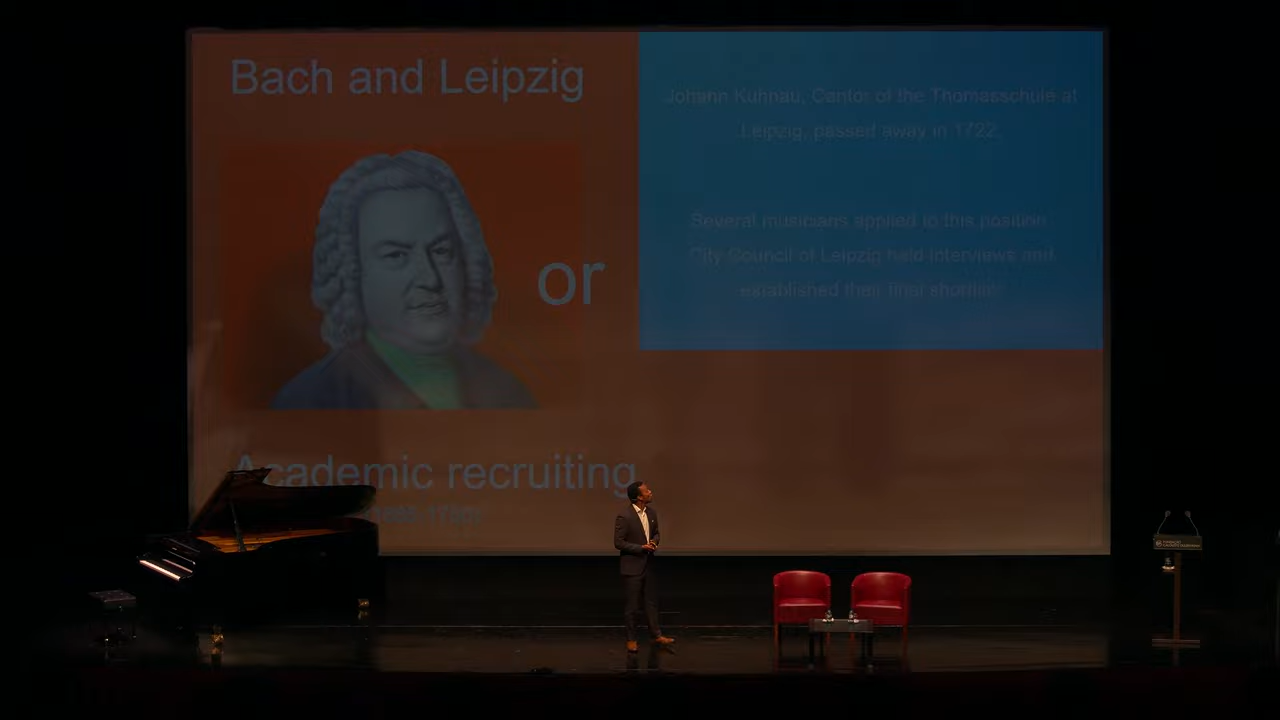 Bach and Leipzig
or
Academic recruiting
Johann Kuhnau, Cantor of the Thomasschule at
Leipzig, passed away in 1722.
Several musicians applied to this position.
City Council of Leipzig held interviews and
established their final shortlist